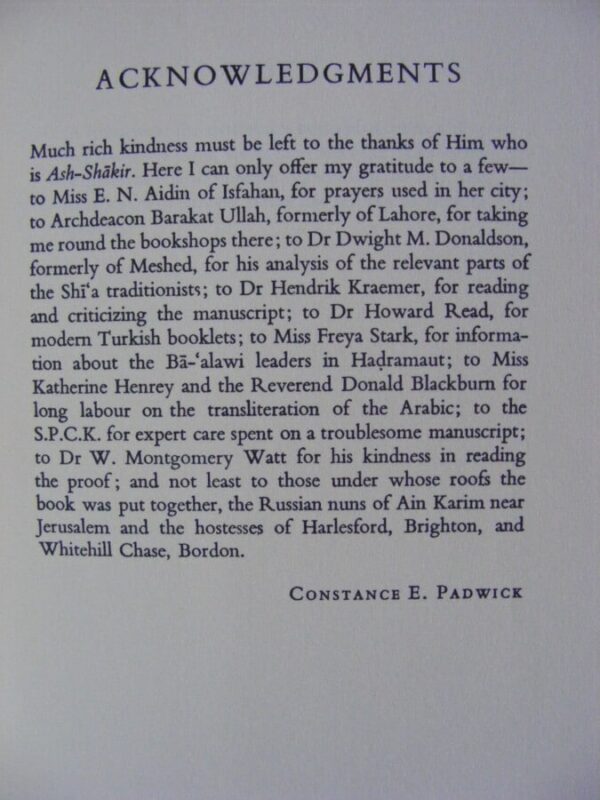 ACKNOWLEDGMENTS
Much rich kindness must be left to the thanks of Him who
is Ash-Shākir. Here I can only offer my gratitude to a few—
to Miss E. N. Aidin of Isfahan, for prayers used in her city;
to Archdeacon Barakat Ullah, formerly of Lahore, for taking
me round the bookshops there; to Dr Dwight M. Donaldson,
formerly of Meshed, for his analysis of the relevant parts of
the Shī‘a traditionists; to Dr Hendrik Kraemer, for reading
and criticizing the manuscript; to Dr Howard Read, for
modern Turkish booklets; to Miss Freya Stark, for informa-
tion about the Bā-‘alawi leaders in Haḍramaut; to Miss
Katherine Henrey and the Reverend Donald Blackburn for
long labour on the transliteration of the Arabic; to the
S.P.C.K. for expert care spent on a troublesome manuscript;
to Dr W. Montgomery Watt for his kindness in reading
the proof; and not least to those under whose roofs the
book was put together, the Russian nuns of Ain Karim near
Jerusalem and the hostesses of Harlesford, Brighton, and
Whitehill Chase, Bordon.
CONSTANCE E. PADWICK